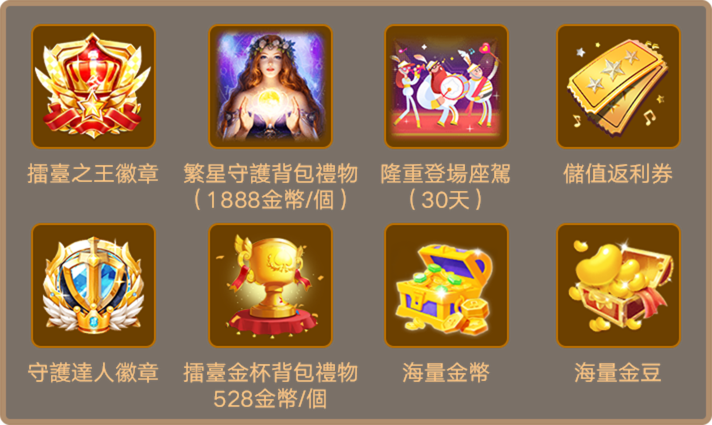 擂臺之王徽章
繁星守護背包禮物
（1888金幣/個）
隆重登場座駕
（30天）
儲值返利券
守護達人徽章
擂臺金杯背包禮物
528金幣/個
海量金幣
海量金豆